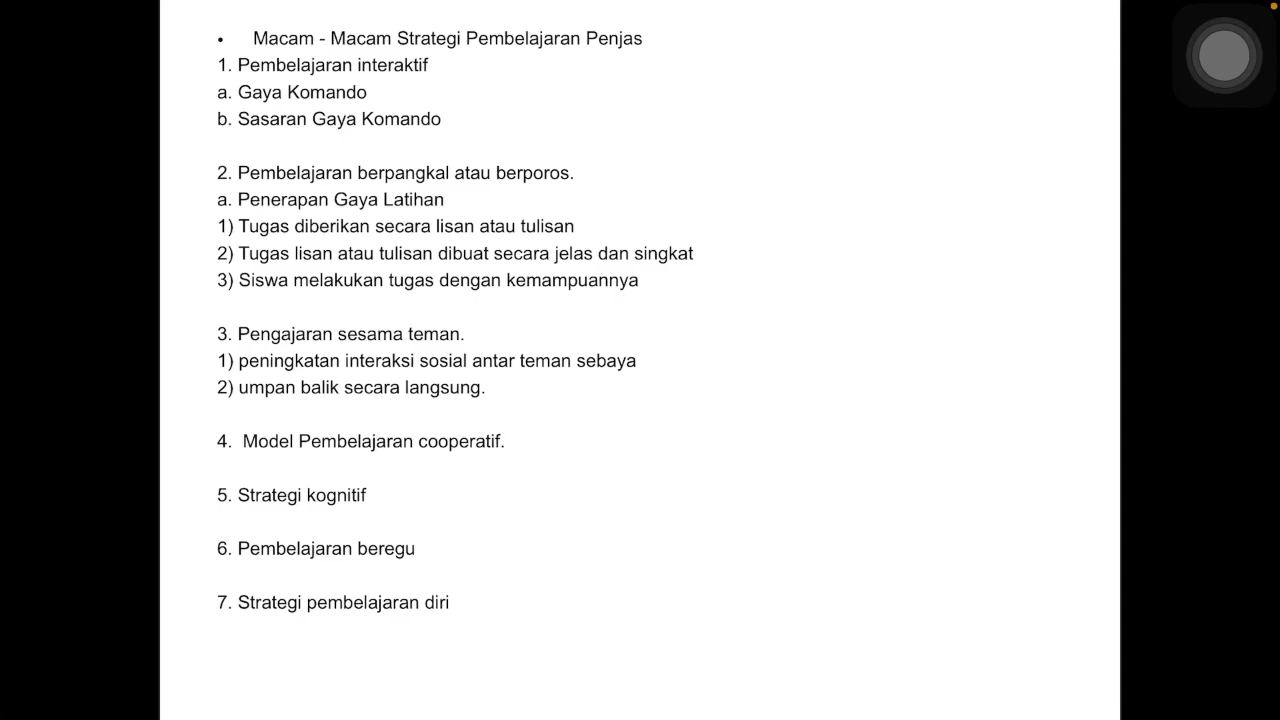 • Macam - Macam Strategi Pembelajaran Penjas
1. Pembelajaran interaktif
a. Gaya Komando
b. Sasaran Gaya Komando
2. Pembelajaran berpangkal atau berporos.
a. Penerapan Gaya Latihan
1) Tugas diberikan secara lisan atau tulisan
2) Tugas lisan atau tulisan dibuat secara jelas dan singkat
3) Siswa melakukan tugas dengan kemampuannya
3. Pengajaran sesama teman.
1) peningkatan interaksi sosial antar teman sebaya
2) umpan balik secara langsung.
4.  Model Pembelajaran cooperatif.
5. Strategi kognitif
6. Pembelajaran beregu
7. Strategi pembelajaran diri